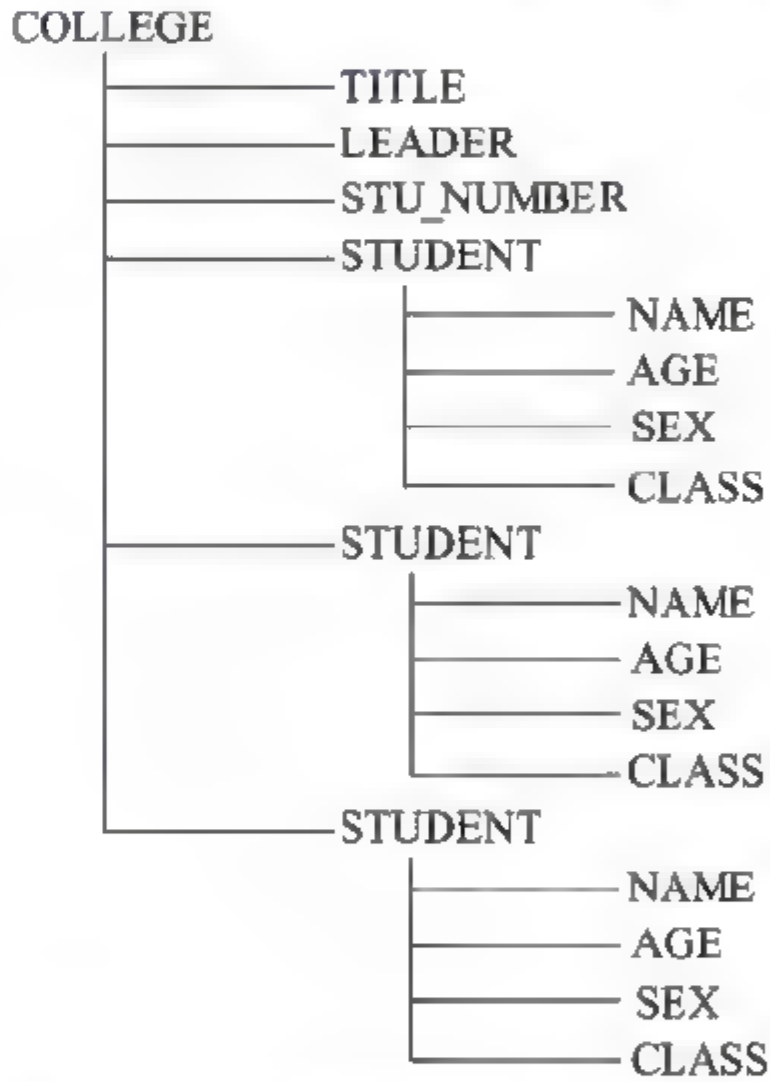 COLLEGE
TITLE
LEADER
STU_NUMBER
STUDENT
NAME
AGE
SEX
CLASS
STUDENT
NAME
AGE
SEX
CLASS
STUDENT
NAME
AGE
SEX
CLASS